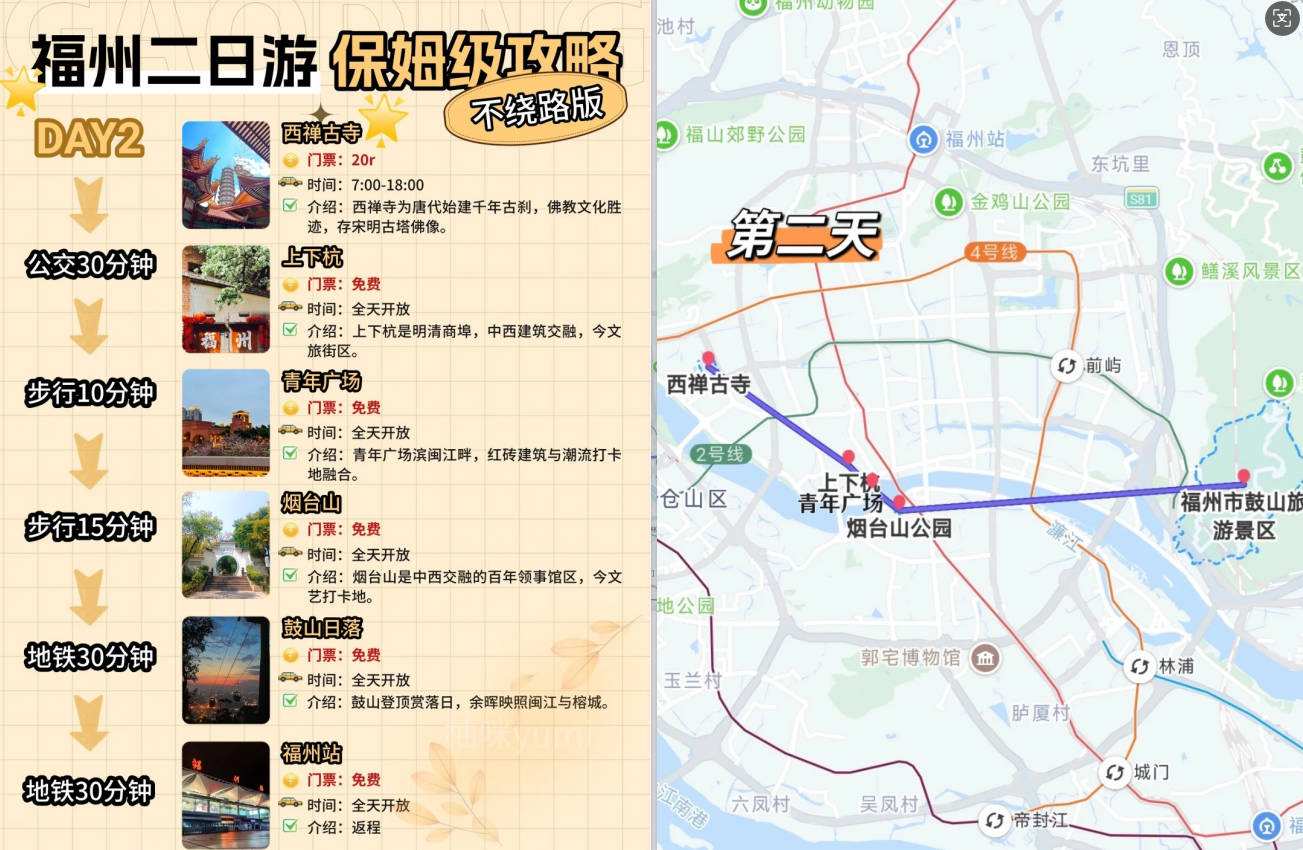 福州二日游 保姆级攻略
不绕路版
DAY2
西禅古寺
门票：20r
时间：7:00-18:00
介绍：西禅寺为唐代始建千年古刹，佛教文化胜
迹，存宋明古塔佛像。
公交30分钟
上下杭
门票：免费
时间：全天开放
介绍：上下杭是明清商埠，中西建筑交融，今文
旅街区。
福 州
步行10分钟
青年广场
门票：免费
时间：全天开放
介绍：青年广场滨闽江畔，红砖建筑与潮流打卡
地融合。
步行15分钟
烟台山
门票：免费
时间：全天开放
介绍：烟台山是中西交融的百年领事馆区，今文
艺打卡地。
地铁30分钟
鼓山日落
门票：免费
时间：全天开放
介绍：鼓山登顶赏落日，余晖映照闽江与榕城。
地铁30分钟
福州站
门票：免费
时间：全天开放
介绍：返程
福州动物园
池村
恩顶
福山郊野公园
福州站
东坑里
金鸡山公园
S81
第二天
4号线
鳝溪风景区
前屿
西禅古寺
2号线
上下杭
仓山区
青年广场
烟台山公园
福州市鼓山旅
游景区
濂江
地公园
郭宅博物馆
林浦
玉兰村
胪厦村
城门
六凤村
吴凤村
帝封江
江南港
福